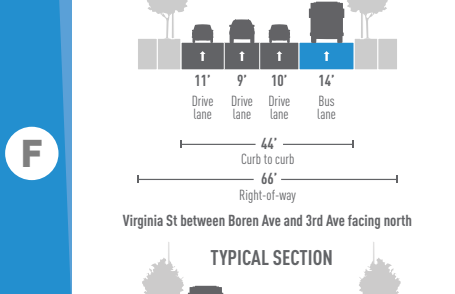 11' 9' 10' 14'
Drive Drive Drive Bus
lane lane lane lane
44'
Curb to curb
66'
Right-of-way
F
Virginia St between Boren Ave and 3rd Ave facing north
TYPICAL SECTION